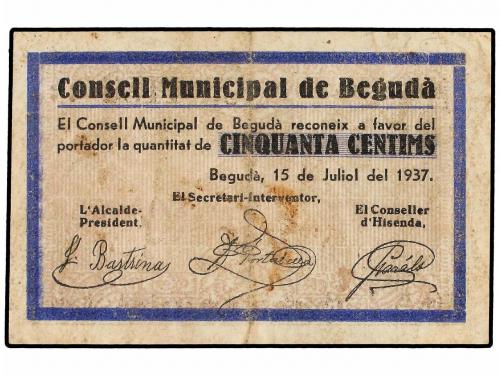 Consell Municipal de Begudà
El Consell Municipal de Begudà reconeix a favor del
portador la quantitat de CINQUANTA CENTIMS
Begudà, 15 de Juliol del 1937.
El Secretari-Interventor,
L'Alcalde-
President,
El Conseller
d'Hisenda,